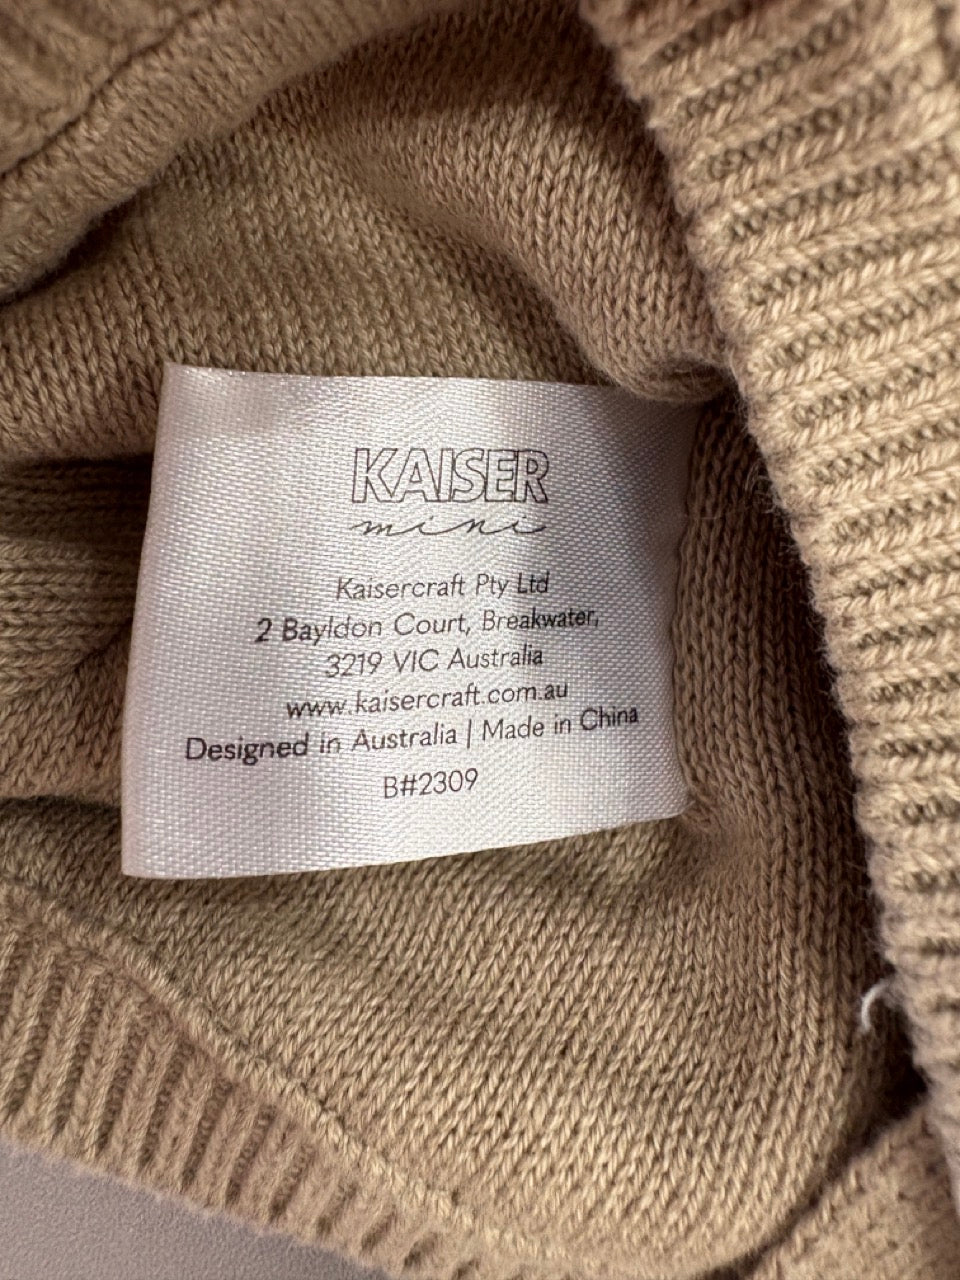 KAISER
mini
Kaisercraft Pty Ltd
2 Bayldon Court, Breakwater,
3219 VIC Australia
www.kaisercraft.com.au
Designed in Australia | Made in China
B#2309